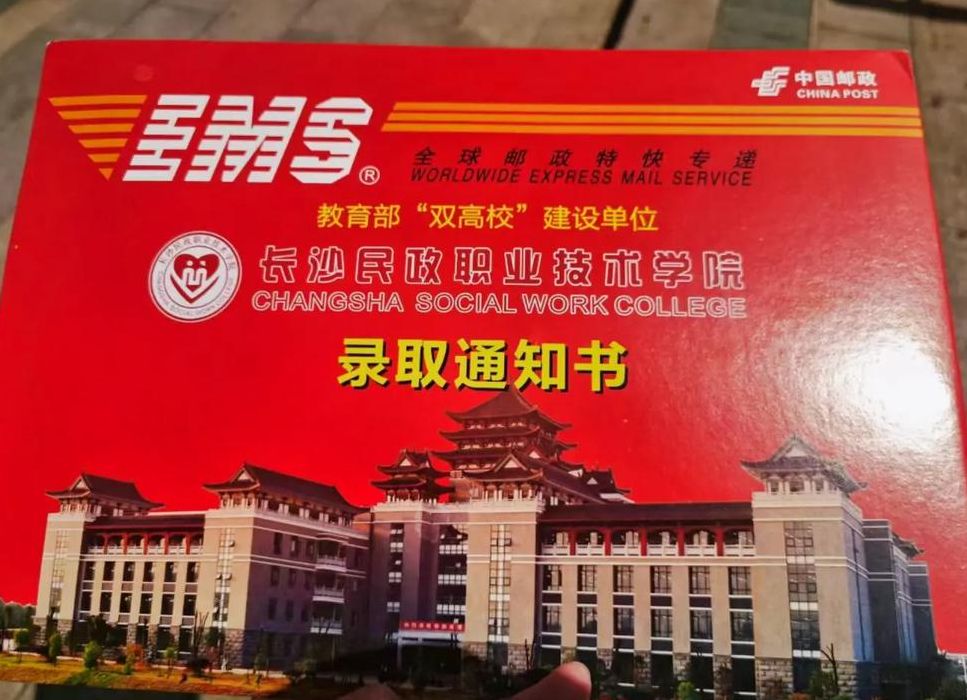 中国邮政
CHINA POST
EMS®
全球邮政特快专递
WORLDWIDE EXPRESS MAIL SERVICE
教育部“双高校”建设单位
长沙民政职业技术学院
CHANGSHA SOCIAL WORK COLLEGE
录取通知书